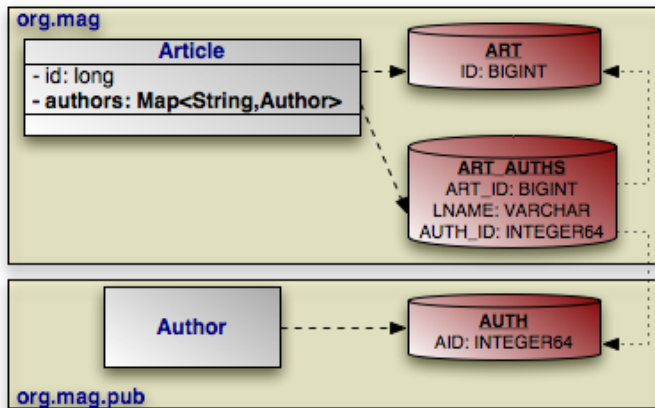 org.mag
Article
- id: long
- authors: Map<String,Author>
ART
ID: BIGINT
ART_AUTHS
ART_ID: BIGINT
LNAME: VARCHAR
AUTH_ID: INTEGER64
Author
AUTH
AID: INTEGER64
org.mag.pub